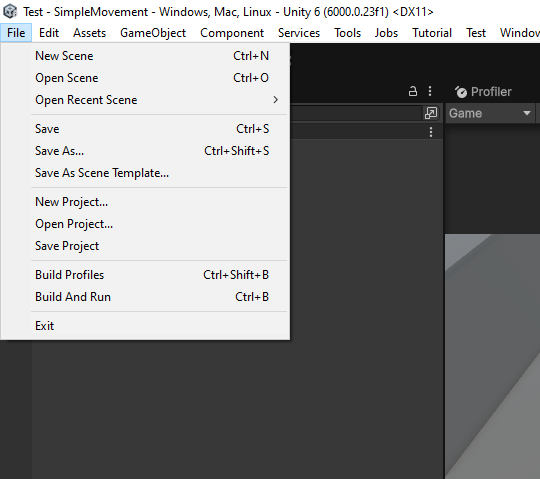 Test - SimpleMovement - Windows, Mac, Linux - Unity 6 (6000.0.23f1) <DX11>
File Edit Assets GameObject Component Services Tools Jobs Tutorial Test Window
New Scene Ctrl+N
Open Scene Ctrl+O
Open Recent Scene
Profiler
Game
Save Ctrl+S
Save As... Ctrl+Shift+S
Save As Scene Template...
New Project...
Open Project...
Save Project
Build Profiles Ctrl+Shift+B
Build And Run Ctrl+B
Exit